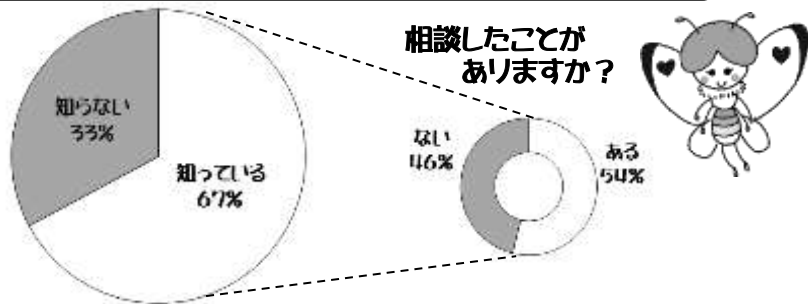 知らない
33%
知っている
67%
相談したことが
ありますか？
ない
46%
ある
54%